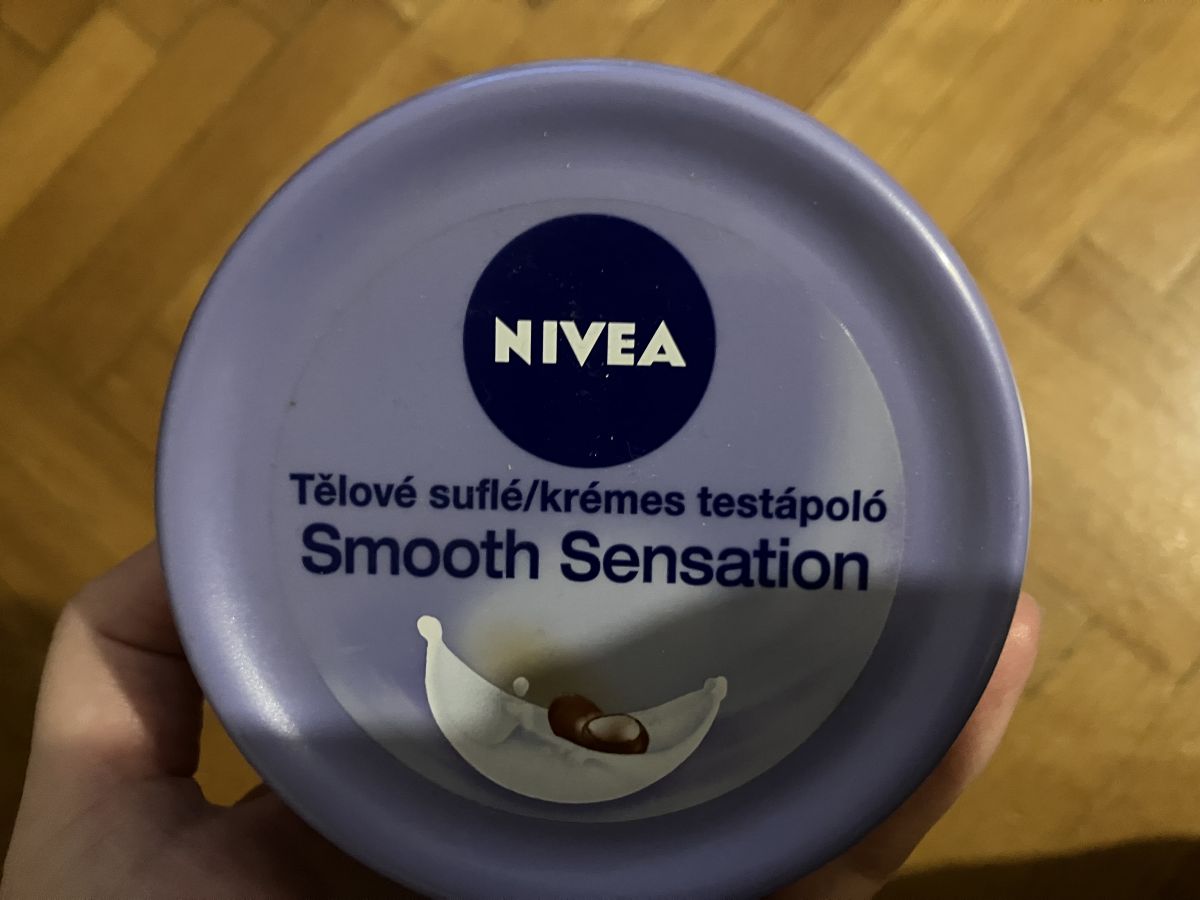 NIVEA
Tělové suflé/krémes testápoló
Smooth Sensation